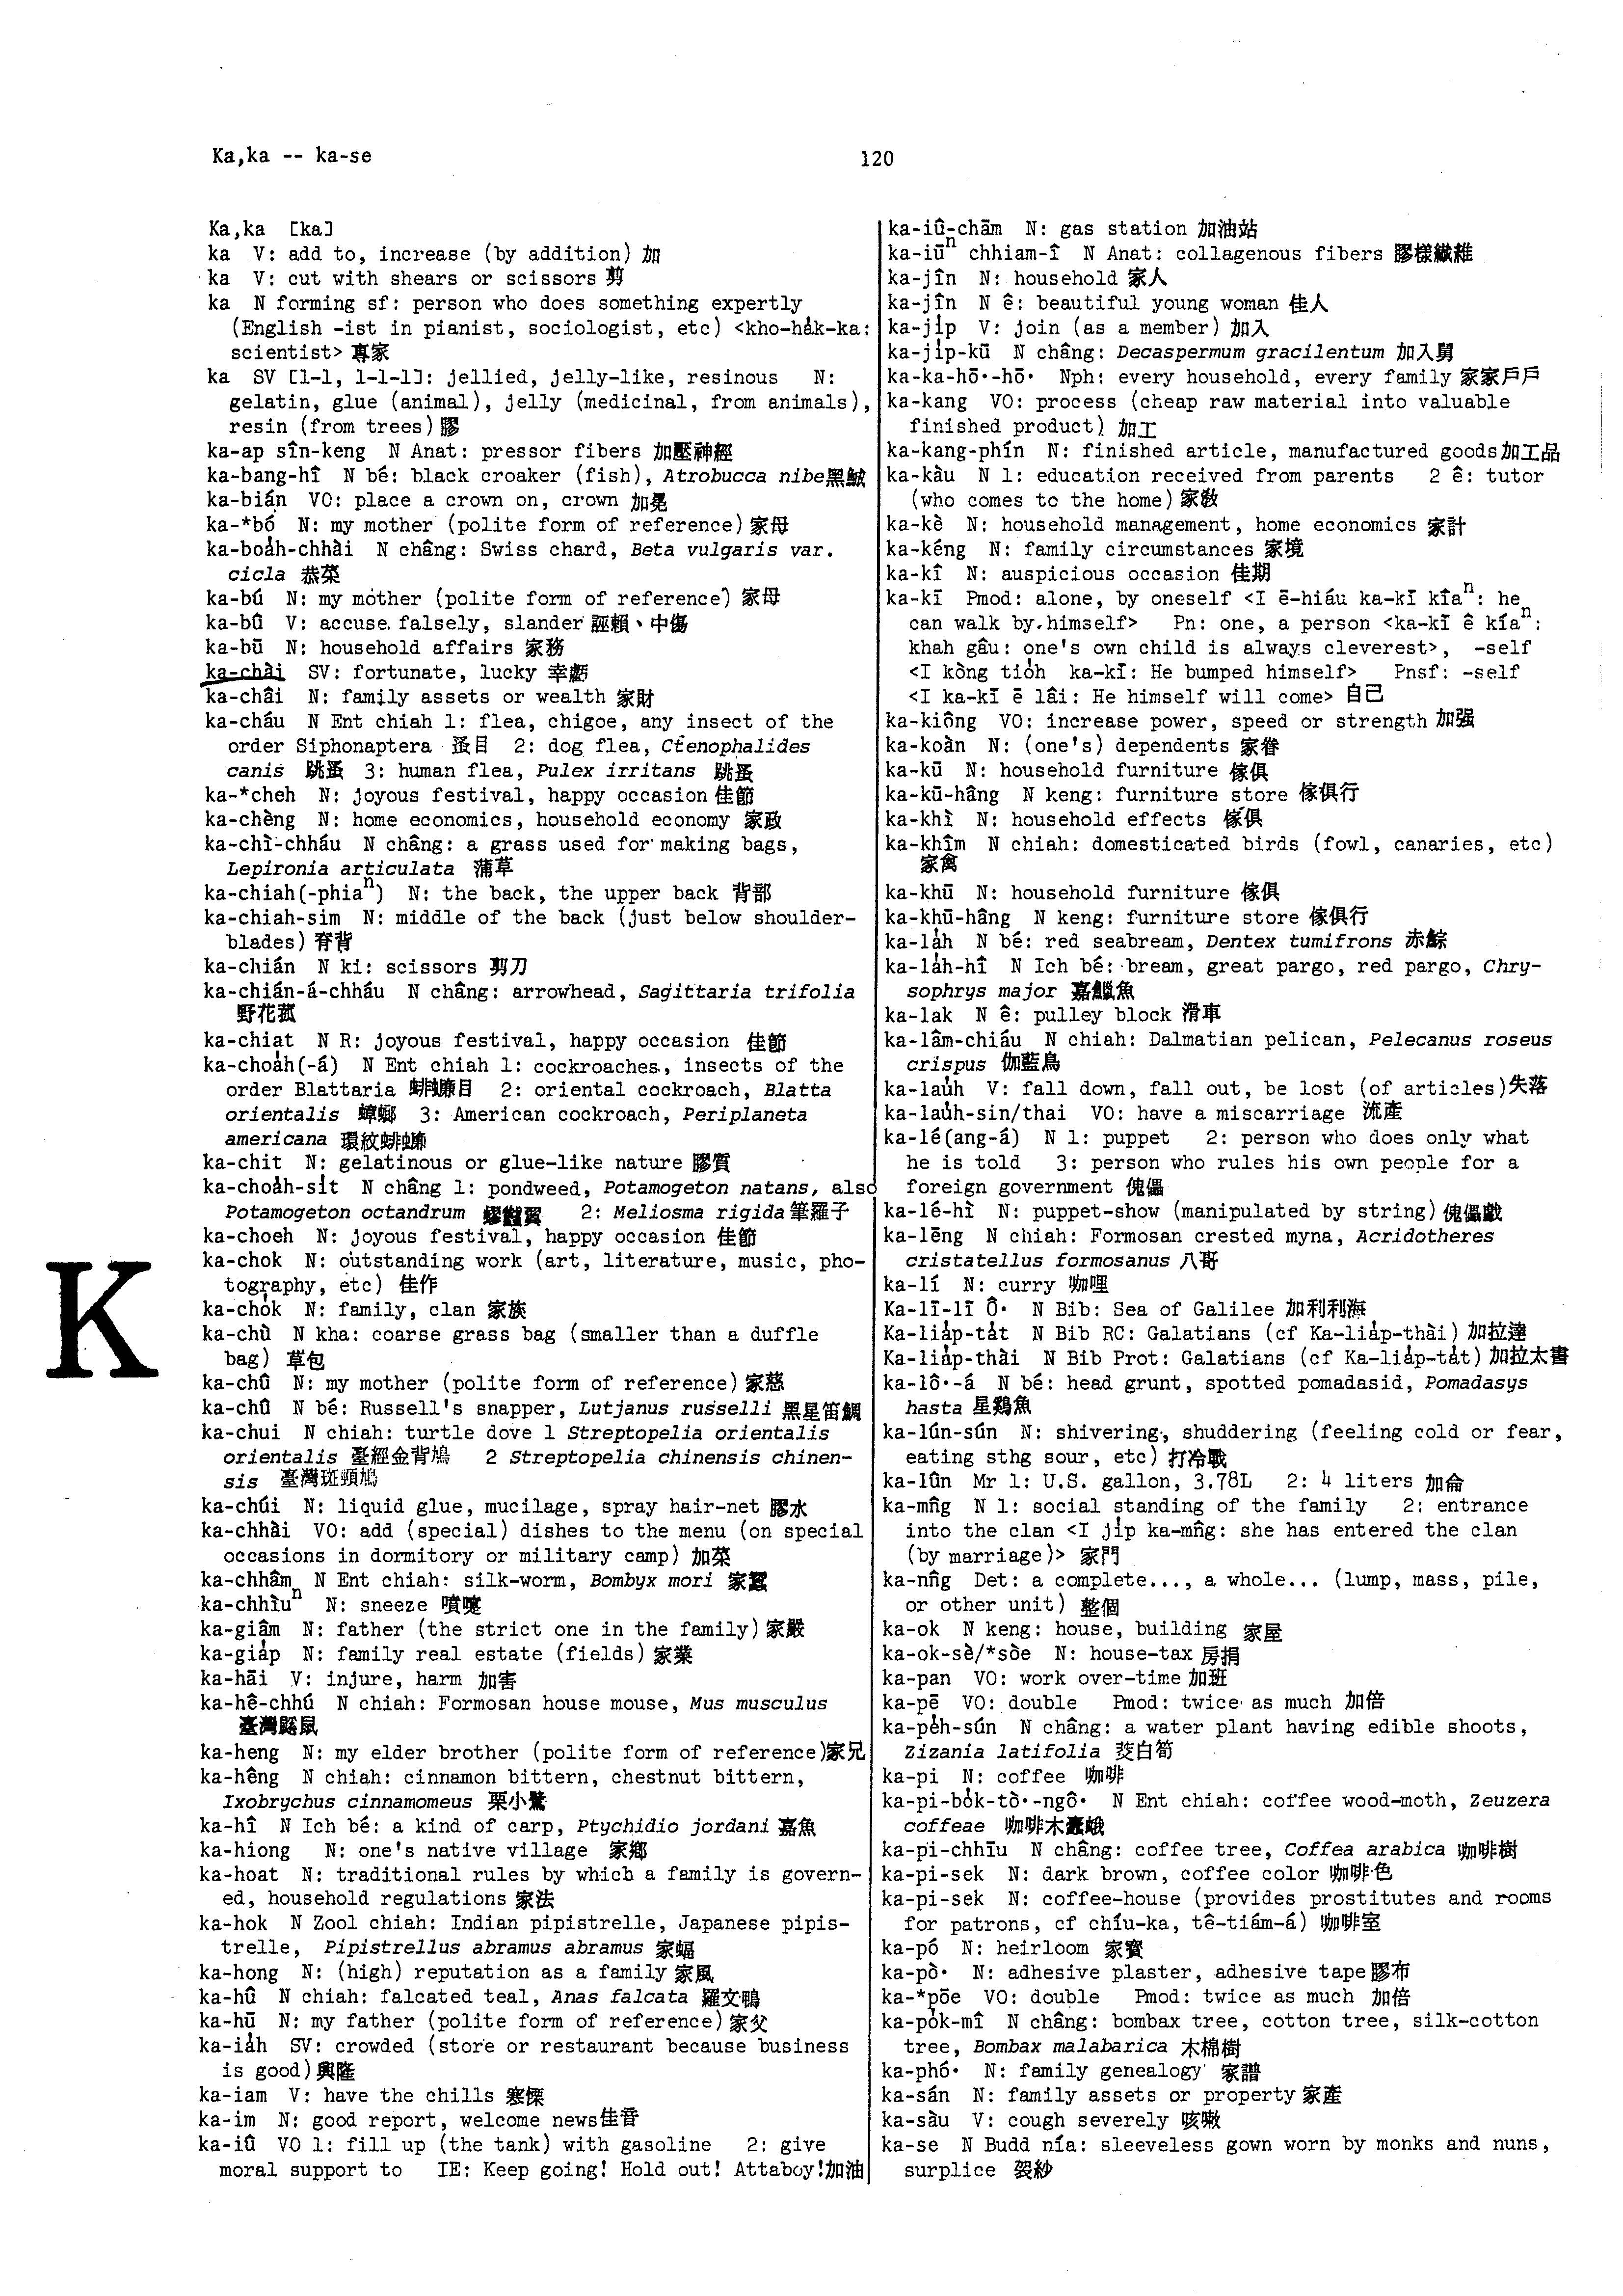 Ka,ka -- ka-se
120
Ka,ka [ka]
ka V: add to, increase (by addition) 加
ka V: cut with shears or scissors 剪
ka N forming sf: person who does something expertly
(English -ist in pianist, sociologist, etc) <kho-ha̍k-ka:
scientist> 專家
ka SV [1-1, 1-1-1]: jellied, jelly-like, resinous N:
gelatin, glue (animal), jelly (medicinal, from animals),
resin (from trees) 膠
ka-ap sîn-keng N Anat: pressor fibers 加壓神經
ka-bang-hî N bé: black croaker (fish), Atrobucca nibe黑䱛
ka-bián VO: place a crown on, crown 加冕
ka-*bó N: my mother (polite form of reference) 家母
ka-boa̍h-chhài N châng: Swiss chard, Beta vulgaris var.
cicla 恭菜
ka-bú N: my mother (polite form of reference) 家母
ka-bû V: accuse falsely, slander 誣賴、中傷
ka-bū N: household affairs 家務
ka-chài SV: fortunate, lucky 幸虧
ka-châi N: family assets or wealth 家財
ka-cháu N Ent chiah 1: flea, chigoe, any insect of the
order Siphonaptera 蚤目 2: dog flea, Ctenophalides
canis 跳蚤 3: human flea, Pulex irritans 跳蚤
ka-*cheh N: joyous festival, happy occasion 佳節
ka-chèng N: home economics, household economy 家政
ka-chì-chháu N châng: a grass used for making bags,
Lepironia articulata 蒲草
ka-chiah(-phiaⁿ) N: the back, the upper back 背部
ka-chiah-sim N: middle of the back (just below shoulder-
blades) 脊背
ka-chián N ki: scissors 剪刀
ka-chián-á-chháu N châng: arrowhead, Sagittaria trifolia
野花菰
ka-chiat N R: joyous festival, happy occasion 佳節
ka-choa̍h(-á) N Ent chiah 1: cockroaches, insects of the
order Blattaria 蜚蠊目 2: oriental cockroach, Blatta
orientalis 蟑螂 3: American cockroach, Periplaneta
americana 環紋蜚蠊
ka-chit N: gelatinous or glue-like nature 膠質
ka-choa̍h-si̍t N châng 1: pondweed, Potamogeton natans, also
Potamogeton octandrum 2: Meliosma rigida 筆羅子
ka-choeh N: joyous festival, happy occasion 佳節
ka-chok N: outstanding work (art, literature, music, pho-
tography, etc) 佳作
ka-cho̍k N: family, clan 家族
ka-chù N kha: coarse grass bag (smaller than a duffle
bag) 草包
ka-chû N: my mother (polite form of reference) 家慈
ka-chû N bé: Russell's snapper, Lutjanus russelli 黑星笛鯛
ka-chui N chiah: turtle dove 1 Streptopelia orientalis
orientalis 臺經金背鳩 2 Streptopelia chinensis chinen-
sis 臺灣斑頸鳩
ka-chúi N: liquid glue, mucilage, spray hair-net 膠水
ka-chhài VO: add (special) dishes to the menu (on special
occasions in dormitory or military camp) 加菜
ka-chhâm N Ent chiah: silk-worm, Bombyx mori 家蠶
ka-chhìuⁿ N: sneeze 噴嚏
ka-giâm N: father (the strict one in the family) 家嚴
ka-gia̍p N: family real estate (fields) 家業
ka-hāi V: injure, harm 加害
ka-hê-chhú N chiah: Formosan house mouse, Mus musculus
臺灣鼷鼠
ka-heng N: my elder brother (polite form of reference)家兄
ka-hêng N chiah: cinnamon bittern, chestnut bittern,
Ixobrychus cinnamomeus 栗小鷺
ka-hî N Ich bé: a kind of carp, Ptychidio jordani 嘉魚
ka-hiong N: one's native village 家鄉
ka-hoat N: traditional rules by which a family is govern-
ed, household regulations 家法
ka-hok N Zool chiah: Indian pipistrelle, Japanese pipis-
trelle, Pipistrellus abramus abramus 家蝠
ka-hong N: (high) reputation as a family 家風
ka-hû N chiah: falcated teal, Anas falcata 羅文鴨
ka-hū N: my father (polite form of reference) 家父
ka-ia̍h SV: crowded (store or restaurant because business
is good) 興隆
ka-iam V: have the chills 寒慄
ka-im N: good report, welcome news佳音
ka-iû VO 1: fill up (the tank) with gasoline 2: give
moral support to IE: Keep going! Hold out! Attaboy!加油
K
ka-iû-chām N: gas station 加油站
ka-iūⁿ chhiam-î N Anat: collagenous fibers 膠樣纖維
ka-jîn N: household 家人
ka-jîn N ê: beautiful young woman 佳人
ka-ji̍p V: join (as a member) 加入
ka-ji̍p-kū N châng: Decaspermum gracilentum 加入舅
ka-ka-hō·-hō· Nph: every household, every family 家家戶戶
ka-kang VO: process (cheap raw material into valuable
finished product) 加工
ka-kang-phín N: finished article, manufactured goods加工品
ka-kàu N 1: education received from parents 2 ê: tutor
(who comes to the home) 家教
ka-kè N: household management, home economics 家計
ka-kéng N: family circumstances 家境
ka-kî N: auspicious occasion 佳期
ka-kī Pmod: alone, by oneself <I ē-hiáu ka-kī kîaⁿ: he
can walk by himself> Pn: one, a person <ka-kī ê kíaⁿ:
khah gâu: one's own child is always cleverest>, -self
<I kòng tio̍h ka-kī: He bumped himself> Pnsf: -self
<I ka-kī ē lâi: He himself will come> 自己
ka-kiông VO: increase power, speed or strength 加强
ka-koàn N: (one's) dependents 家眷
ka-kū N: household furniture 傢俱
ka-kū-hâng N keng: furniture store 傢俱行
ka-khì N: household effects 傢俱
ka-khîm N chiah: domesticated birds (fowl, canaries, etc)
家禽
ka-khū N: household furniture 傢俱
ka-khū-hâng N keng: furniture store 傢俱行
ka-la̍h N bé: red seabream, Dentex tumifrons 赤鯮
ka-la̍h-hî N Ich bé: bream, great pargo, red pargo, Chry-
sophrys major 嘉鱲魚
ka-lak N ê: pulley block 滑車
ka-lâm-chiáu N chiah: Dalmatian pelican, Pelecanus roseus
crispus 伽藍鳥
ka-la̍uh V: fall down, fall out, be lost (of articles)失落
ka-la̍uh-sin/thai VO: have a miscarriage 流產
ka-lé(ang-á) N 1: puppet 2: person who does only what
he is told 3: person who rules his own people for a
foreign government 傀儡
ka-lé-hì N: puppet-show (manipulated by string) 傀儡戲
ka-lēng N chiah: Formosan crested myna, Acridotheres
cristatellus formosanus 八哥
ka-lí N: curry 咖哩
Ka-lī-lī Ô· N Bib: Sea of Galilee 加利利海
Ka-lia̍p-ta̍t N Bib RC: Galatians (cf Ka-lia̍p-thài) 加拉達
Ka-lia̍p-thài N Bib Prot: Galatians (cf Ka-lia̍p-ta̍t) 加拉太書
ka-lô·-á N bé: head grunt, spotted pomadasid, Pomadasys
hasta 星鷄魚
ka-lún-sún N: shivering, shuddering (feeling cold or fear,
eating sthg sour, etc) 打冷戰
ka-lûn Mr 1: U.S. gallon, 3.78L 2: 4 liters 加侖
ka-mn̂g N 1: social standing of the family 2: entrance
into the clan <I ji̍p ka-mn̂g: she has entered the clan
(by marriage)> 家門
ka-nn̂g Det: a complete..., a whole... (lump, mass, pile,
or other unit) 整個
ka-ok N keng: house, building 家屋
ka-ok-sè/*sòe N: house-tax 房捐
ka-pan VO: work over-time 加班
ka-pē VO: double Pmod: twice as much 加倍
ka-pe̍h-sún N châng: a water plant having edible shoots,
Zizania latifolia 茭白筍
ka-pi N: coffee 咖啡
ka-pi-bo̍k-tò·-ngô· N Ent chiah: coffee wood-moth, Zeuzera
coffeae 咖啡木蠹蛾
ka-pi-chhīu N châng: coffee tree, Coffea arabica 咖啡樹
ka-pi-sek N: dark brown, coffee color 咖啡色
ka-pi-sek N: coffee-house (provides prostitutes and rooms
for patrons, cf chíu-ka, tê-tiám-á) 咖啡室
ka-pó N: heirloom 家寳
ka-pò· N: adhesive plaster, adhesive tape膠布
ka-*pōe VO: double Pmod: twice as much 加倍
ka-po̍k-mî N châng: bombax tree, cotton tree, silk-cotton
tree, Bombax malabarica 木棉樹
ka-phó· N: family genealogy 家譜
ka-sán N: family assets or property 家產
ka-sàu V: cough severely 咳嗽
ka-se N Budd nía: sleeveless gown worn by monks and nuns,
surplice 袈紗